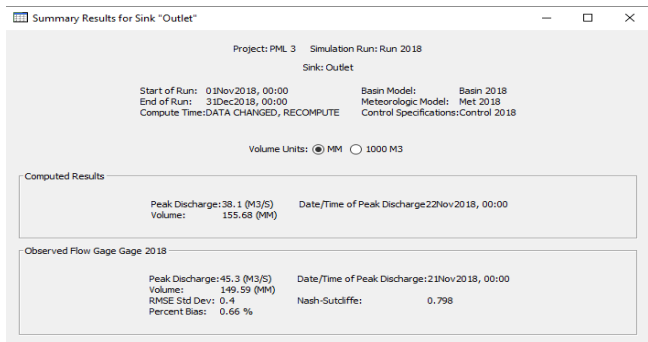 Summary Results for Sink "Outlet"
Project: PML 3 Simulation Run: Run 2018
Sink: Outlet
Start of Run: 01Nov2018, 00:00 Basin Model: Basin 2018
End of Run: 31Dec2018, 00:00 Meteorologic Model: Met 2018
Compute Time:DATA CHANGED, RECOMPUTE Control Specifications:Control 2018
Volume Units: MM 1000 M3
Computed Results
Peak Discharge:38.1 (M3/S) Date/Time of Peak Discharge22Nov2018, 00:00
Volume: 155.68 (MM)
Observed Flow Gage Gage 2018
Peak Discharge:45.3 (M3/S) Date/Time of Peak Discharge:21Nov2018, 00:00
Volume: 149.59 (MM)
RMSE Std Dev: 0.4 Nash-Sutcliffe: 0.798
Percent Bias: 0.66 %